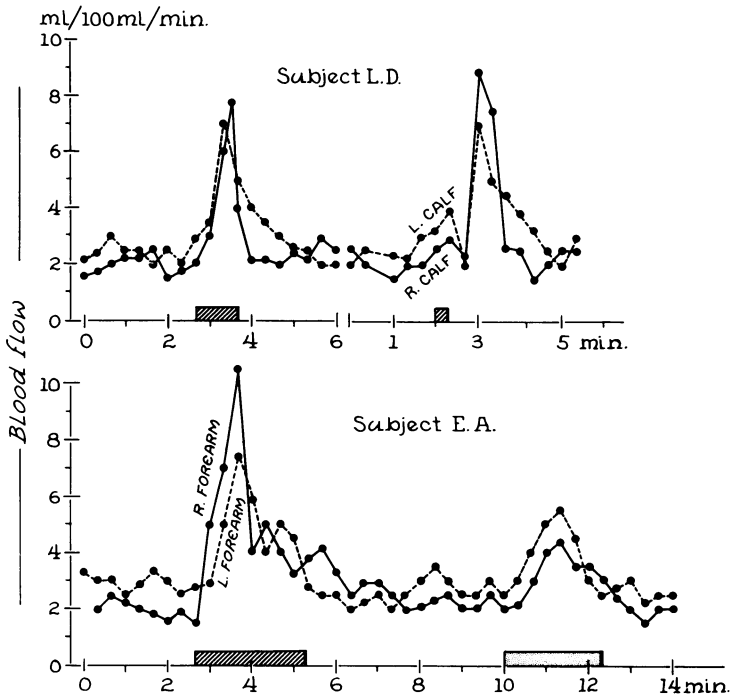 ml/100ml/min.
10
8
6
4
2
0
Subject L.D.
L. CALF
R. CALF
0 2 4 6 1 3 5 min.
Blood flow
10
8
6
4
2
0
Subject E.A.
R. FOREARM
L. FOREARM
0 2 4 6 8 10 12 14 min.